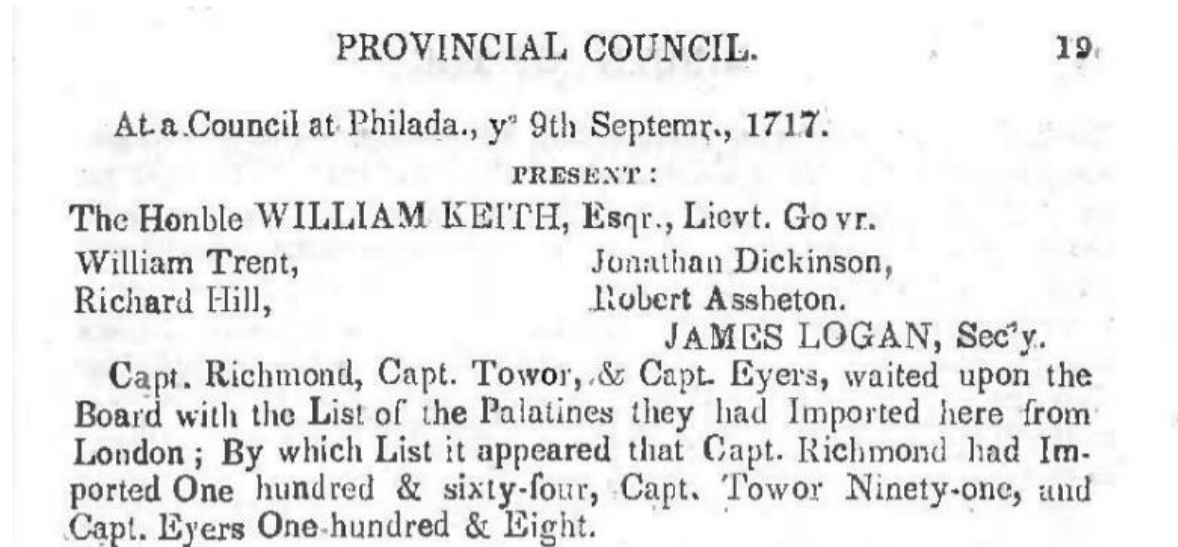 PROVINCIAL COUNCIL. 19.
At a Council at Philada., yᵉ 9th Septemr., 1717.
PRESENT:
The Honble WILLIAM KEITH, Esqr., Lievt. Govr.
William Trent, Jonathan Dickinson,
Richard Hill, Robert Assheton.
JAMES LOGAN, Sec'y.
Capt. Richmond, Capt. Towor, & Capt. Eyers, waited upon the
Board with the List of the Palatines they had Imported here from
London; By which List it appeared that Capt. Richmond had Im-
ported One hundred & sixty-four, Capt. Towor Ninety-one, and
Capt. Eyers One hundred & Eight.